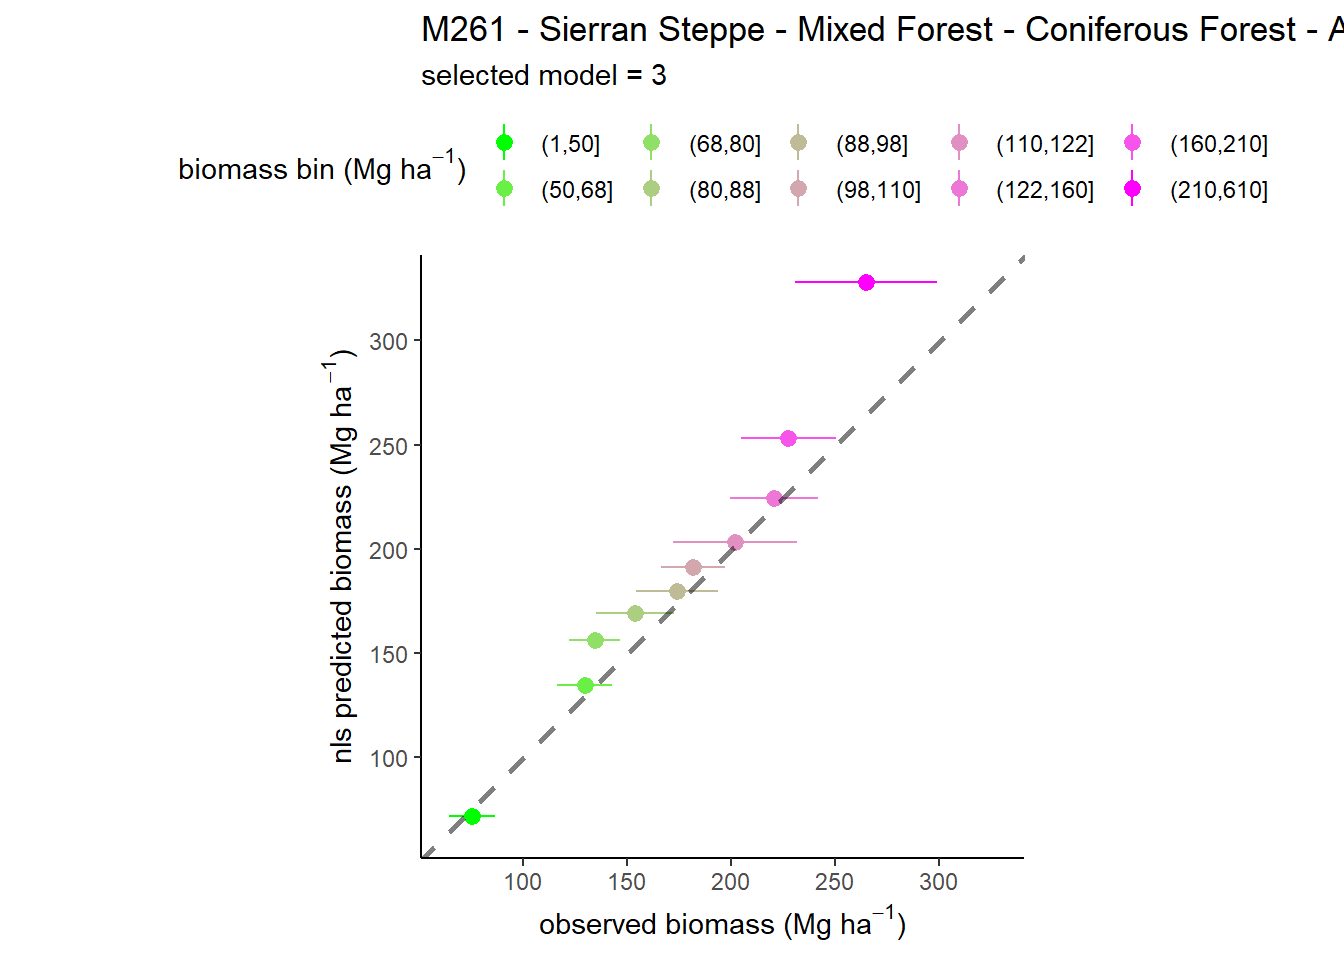 M261 - Sierran Steppe - Mixed Forest - Coniferous Forest - A
selected model = 3
biomass bin (Mg ha⁻¹)
(1,50] (68,80] (88,98] (110,122] (160,210]
(50,68] (80,88] (98,110] (122,160] (210,610]
nls predicted biomass (Mg ha⁻¹)
300
250
200
150
100
100 150 200 250 300
observed biomass (Mg ha⁻¹)